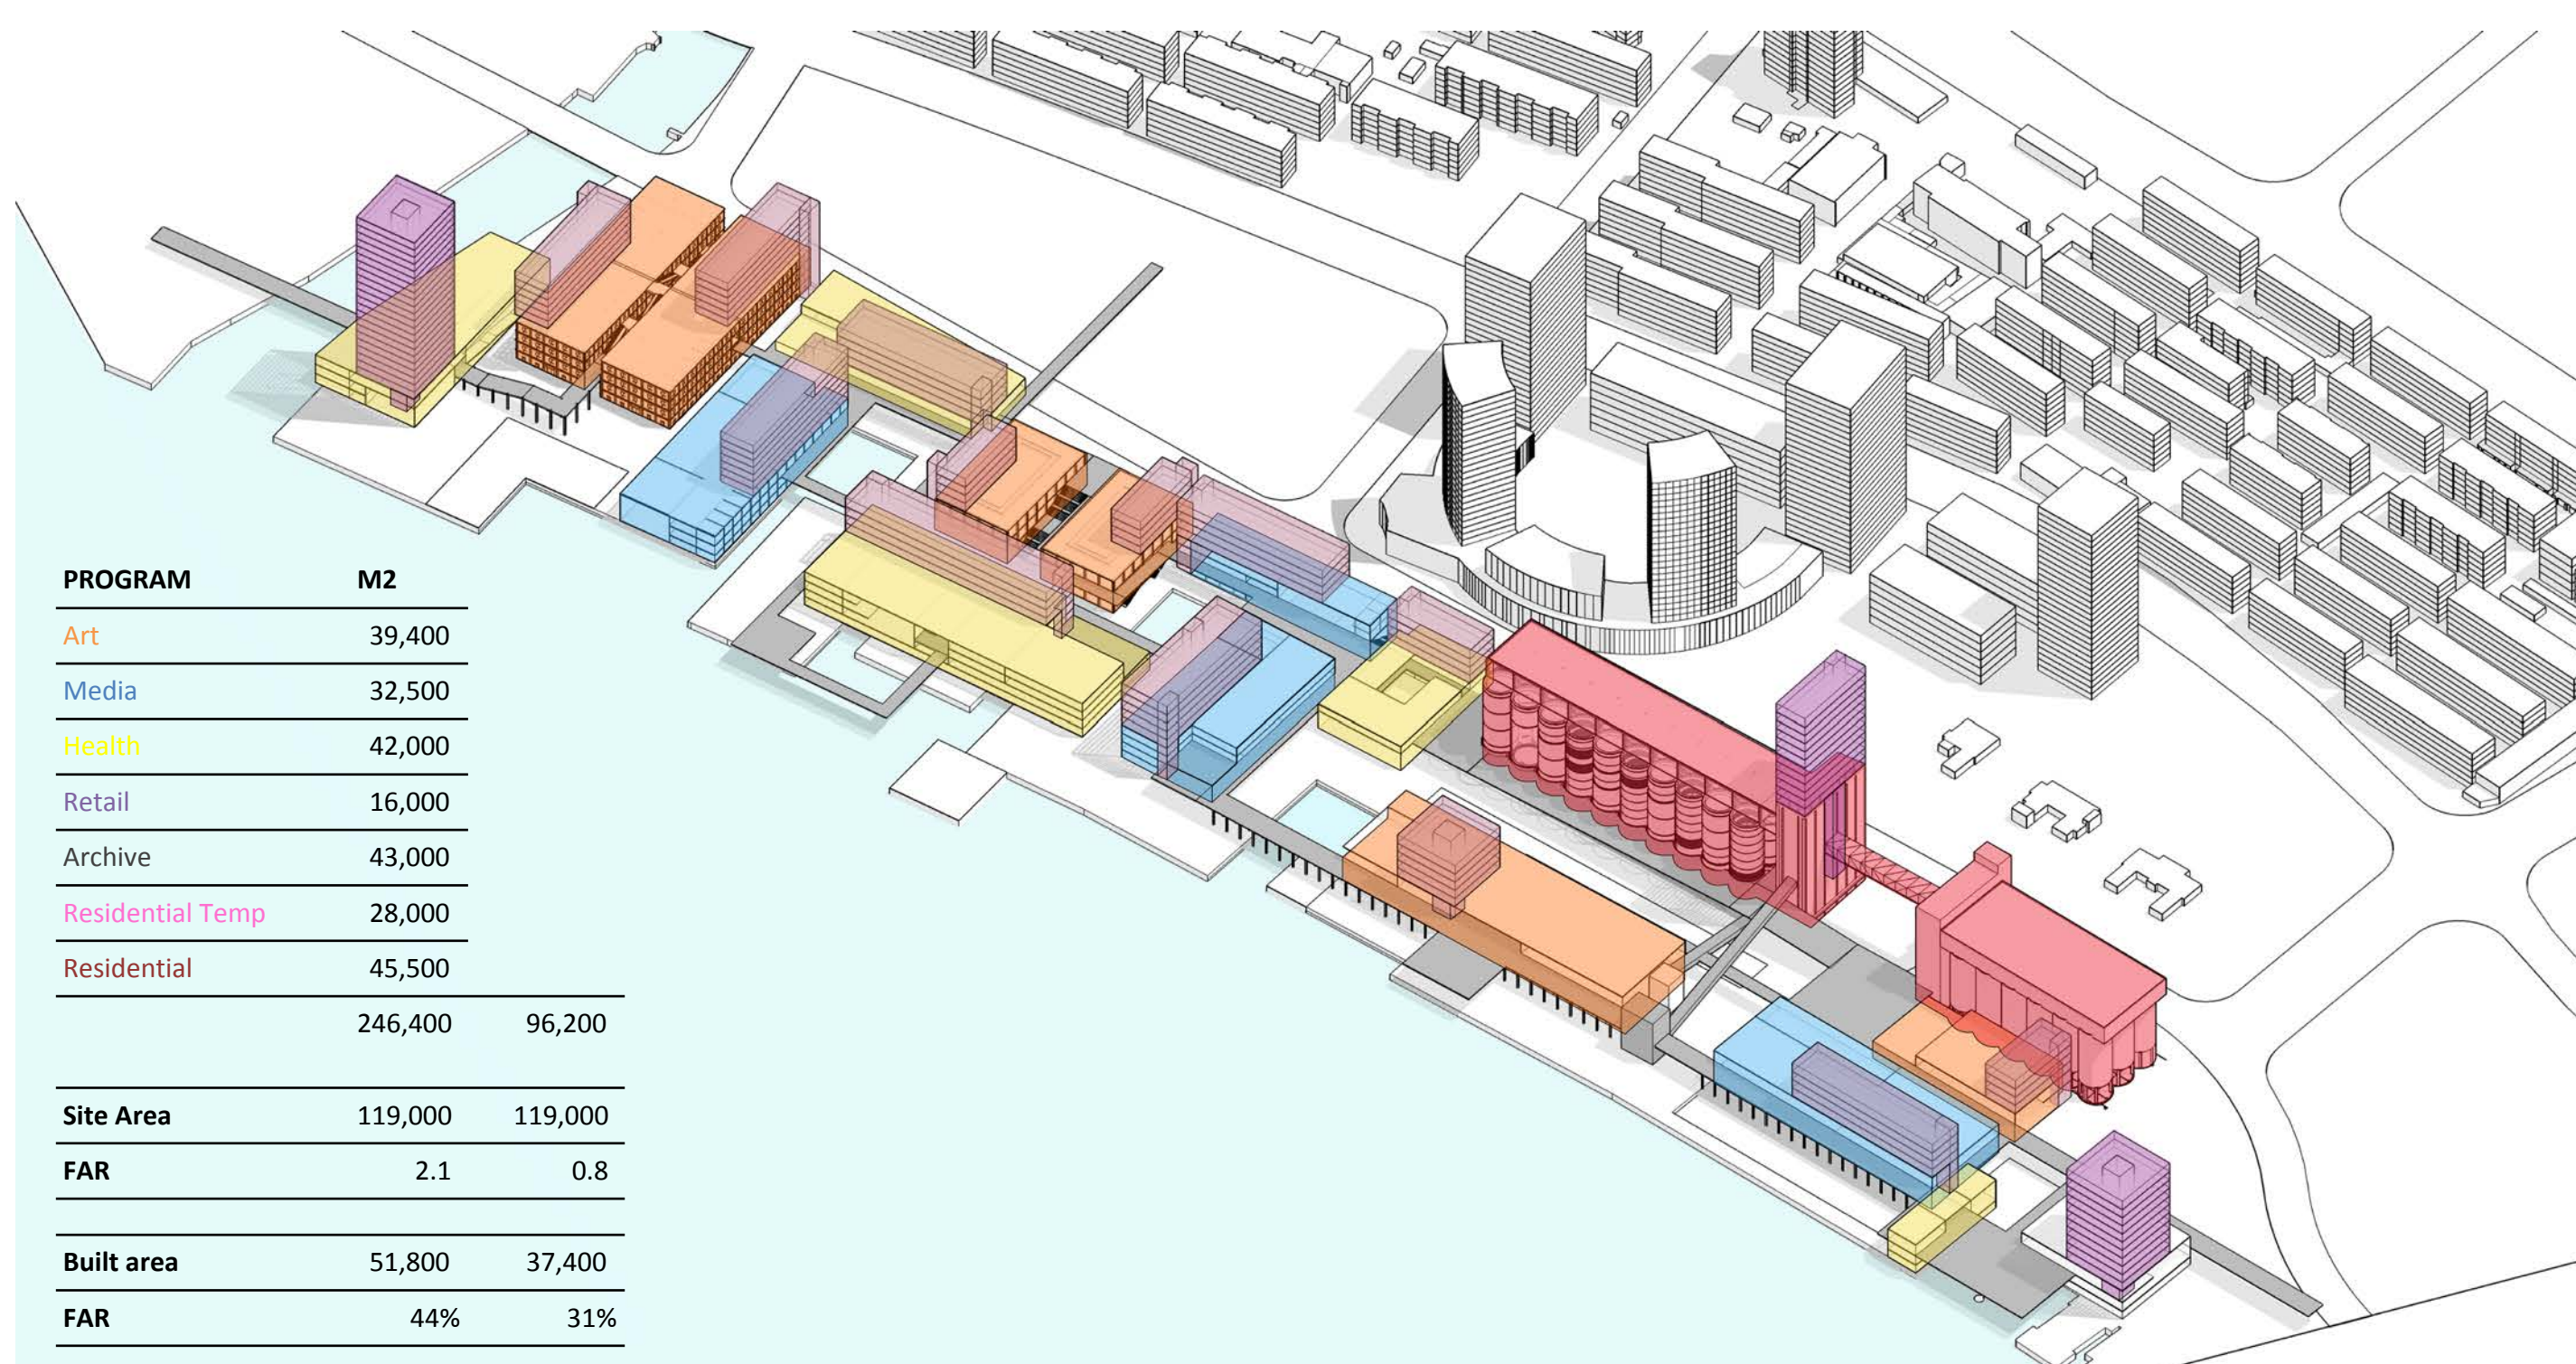 PROGRAM M2
Art 39,400
Media 32,500
Health 42,000
Retail 16,000
Archive 43,000
Residential Temp 28,000
Residential 45,500
246,400 96,200
Site Area 119,000 119,000
FAR 2.1 0.8
Built area 51,800 37,400
FAR 44% 31%